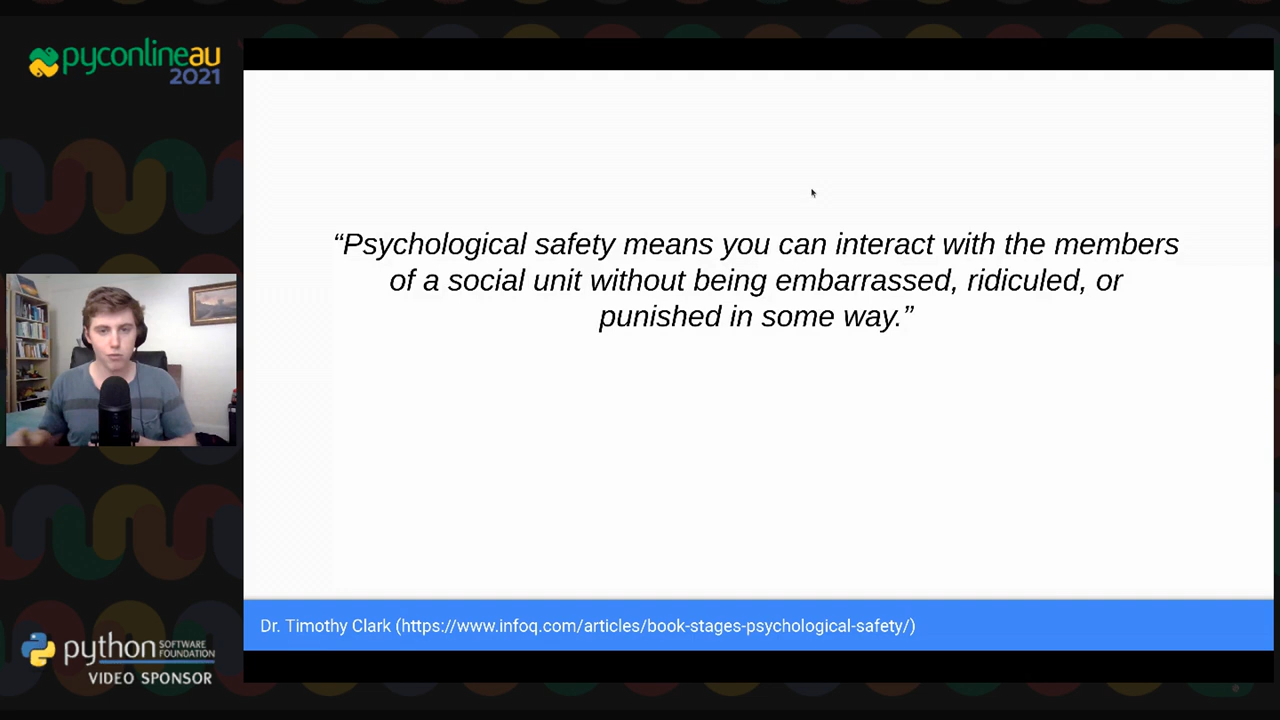 pyconlineau
2021
“Psychological safety means you can interact with the members
of a social unit without being embarrassed, ridiculed, or
punished in some way.”
Dr. Timothy Clark (https://www.infoq.com/articles/book-stages-psychological-safety/)
python SOFTWARE
FOUNDATION
VIDEO SPONSOR